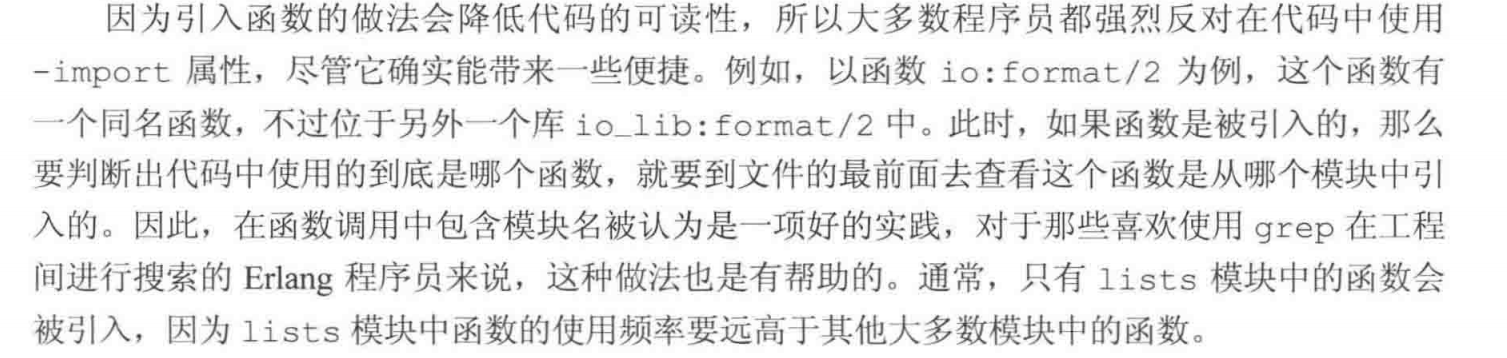 因为引入函数的做法会降低代码的可读性，所以大多数程序员都强烈反对在代码中使用
-import 属性，尽管它确实能带来一些便捷。例如，以函数 io:format/2 为例，这个函数有
一个同名函数，不过位于另外一个库 io_lib:format/2 中。此时，如果函数是被引入的，那么
要判断出代码中使用的到底是哪个函数，就要到文件的最前面去查看这个函数是从哪个模块中引
入的。因此，在函数调用中包含模块名被认为是一项好的实践，对于那些喜欢使用 grep 在工程
间进行搜索的 Erlang 程序员来说，这种做法也是有帮助的。通常，只有 lists 模块中的函数会
被引入，因为 lists 模块中函数的使用频率要远高于其他大多数模块中的函数。